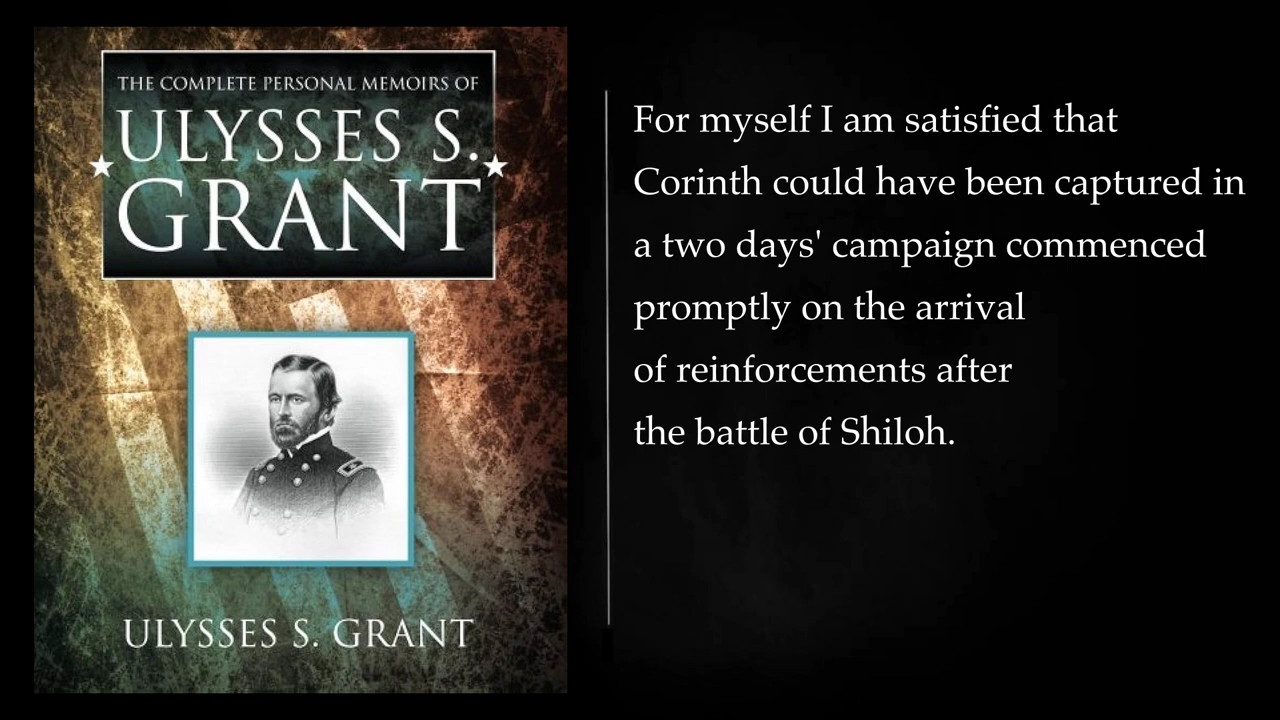 THE COMPLETE PERSONAL MEMOIRS OF
ULYSSES S.
GRANT
ULYSSES S. GRANT
For myself I am satisfied that
Corinth could have been captured in
a two days' campaign commenced
promptly on the arrival
of reinforcements after
the battle of Shiloh.